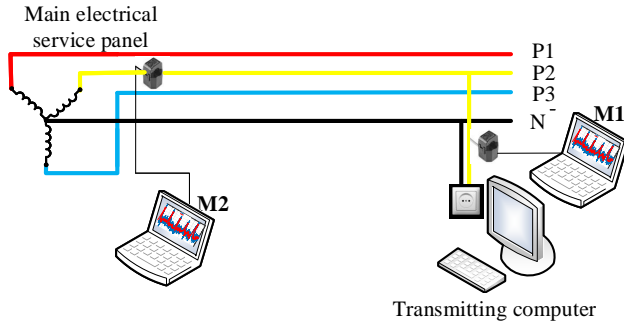 Main electrical
service panel
P1
P2
P3
N-
M1
M2
Transmitting computer